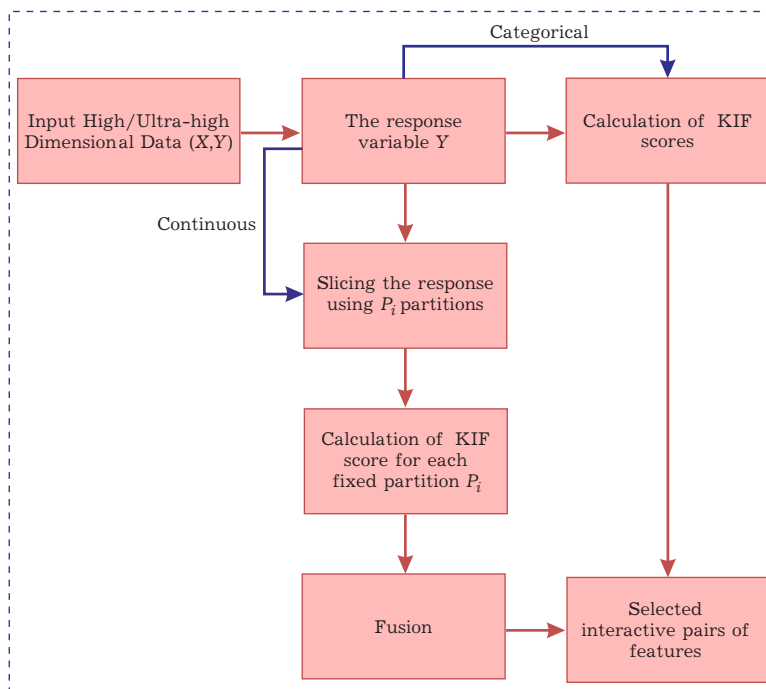 Categorical
Input High/Ultra-high
Dimensional Data (X,Y)
The response
variable Y
Calculation of KIF
scores
Continuous
Slicing the response
using P_i partitions
Calculation of KIF
score for each
fixed partition P_i
Fusion
Selected
interactive pairs of
features